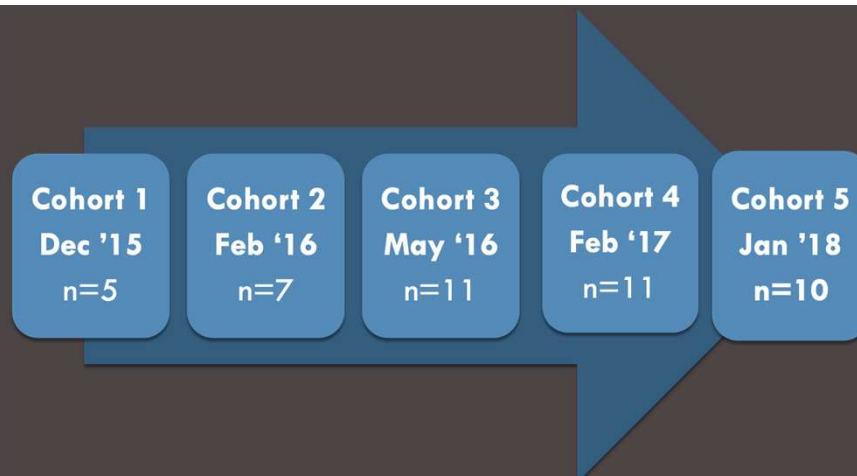 Cohort 1
Dec ’15
n=5
Cohort 2
Feb ‘16
n=7
Cohort 3
May ‘16
n=11
Cohort 4
Feb ‘17
n=11
Cohort 5
Jan ’18
n=10